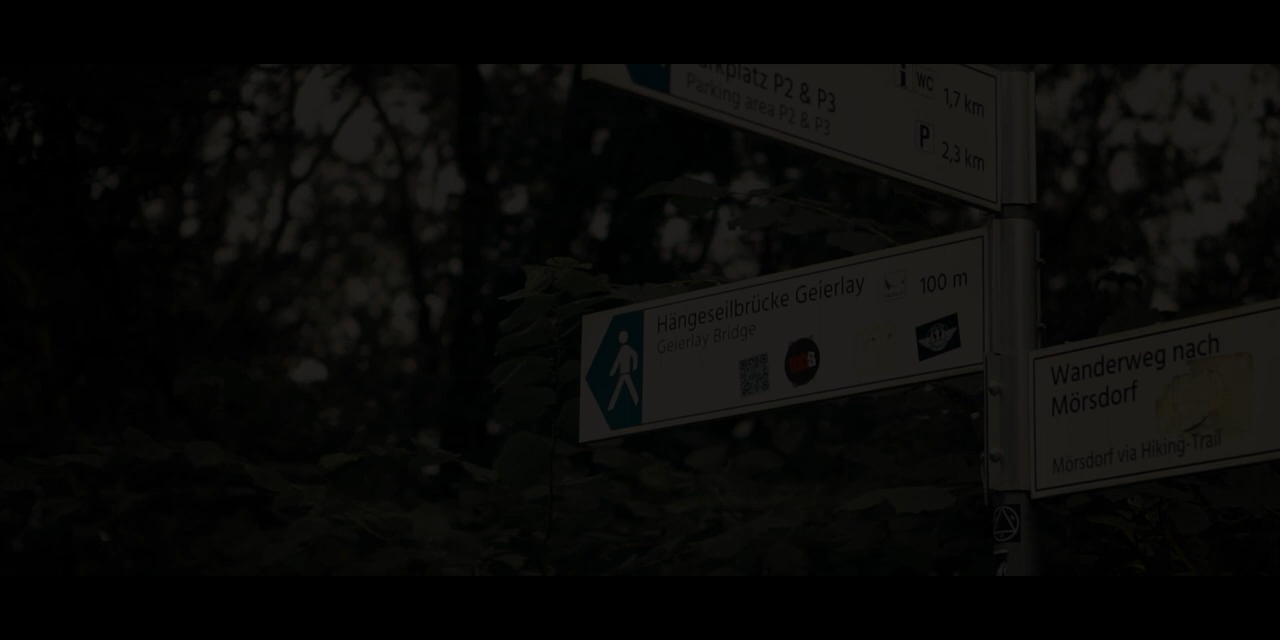 P2 & P3
Parking area P2 & P3
i WC 1,7 km
P 2,3 km
Hängeseilbrücke Geierlay
Geierlay Bridge
100 m
Wanderweg nach
Mörsdorf
Mörsdorf via Hiking-Trail